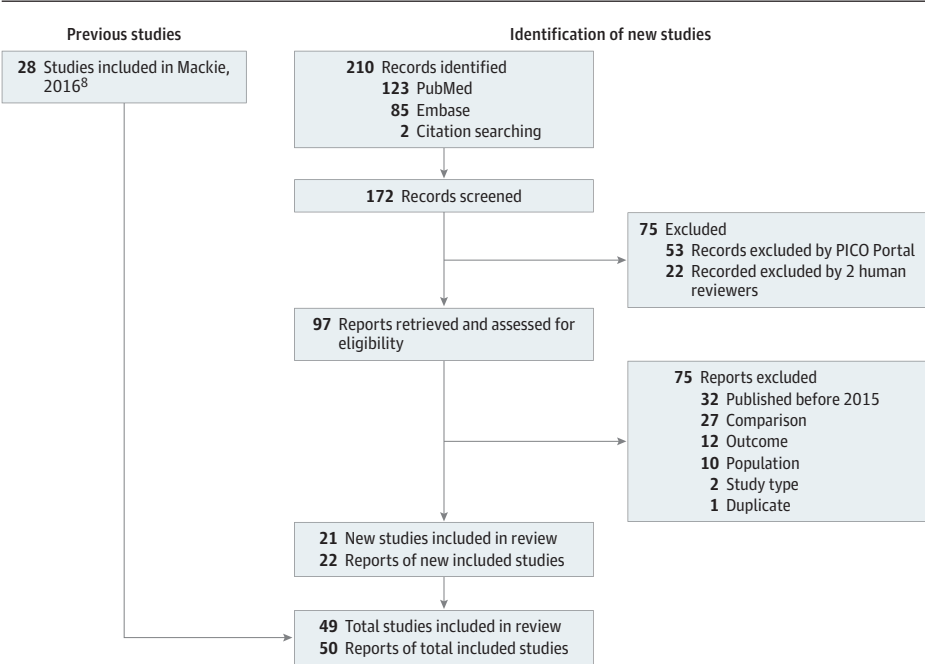 Previous studies
Identification of new studies
28 Studies included in Mackie,
2016⁸
210 Records identified
123 PubMed
85 Embase
2 Citation searching
172 Records screened
75 Excluded
53 Records excluded by PICO Portal
22 Recorded excluded by 2 human
reviewers
97 Reports retrieved and assessed for
eligibility
75 Reports excluded
32 Published before 2015
27 Comparison
12 Outcome
10 Population
2 Study type
1 Duplicate
21 New studies included in review
22 Reports of new included studies
49 Total studies included in review
50 Reports of total included studies